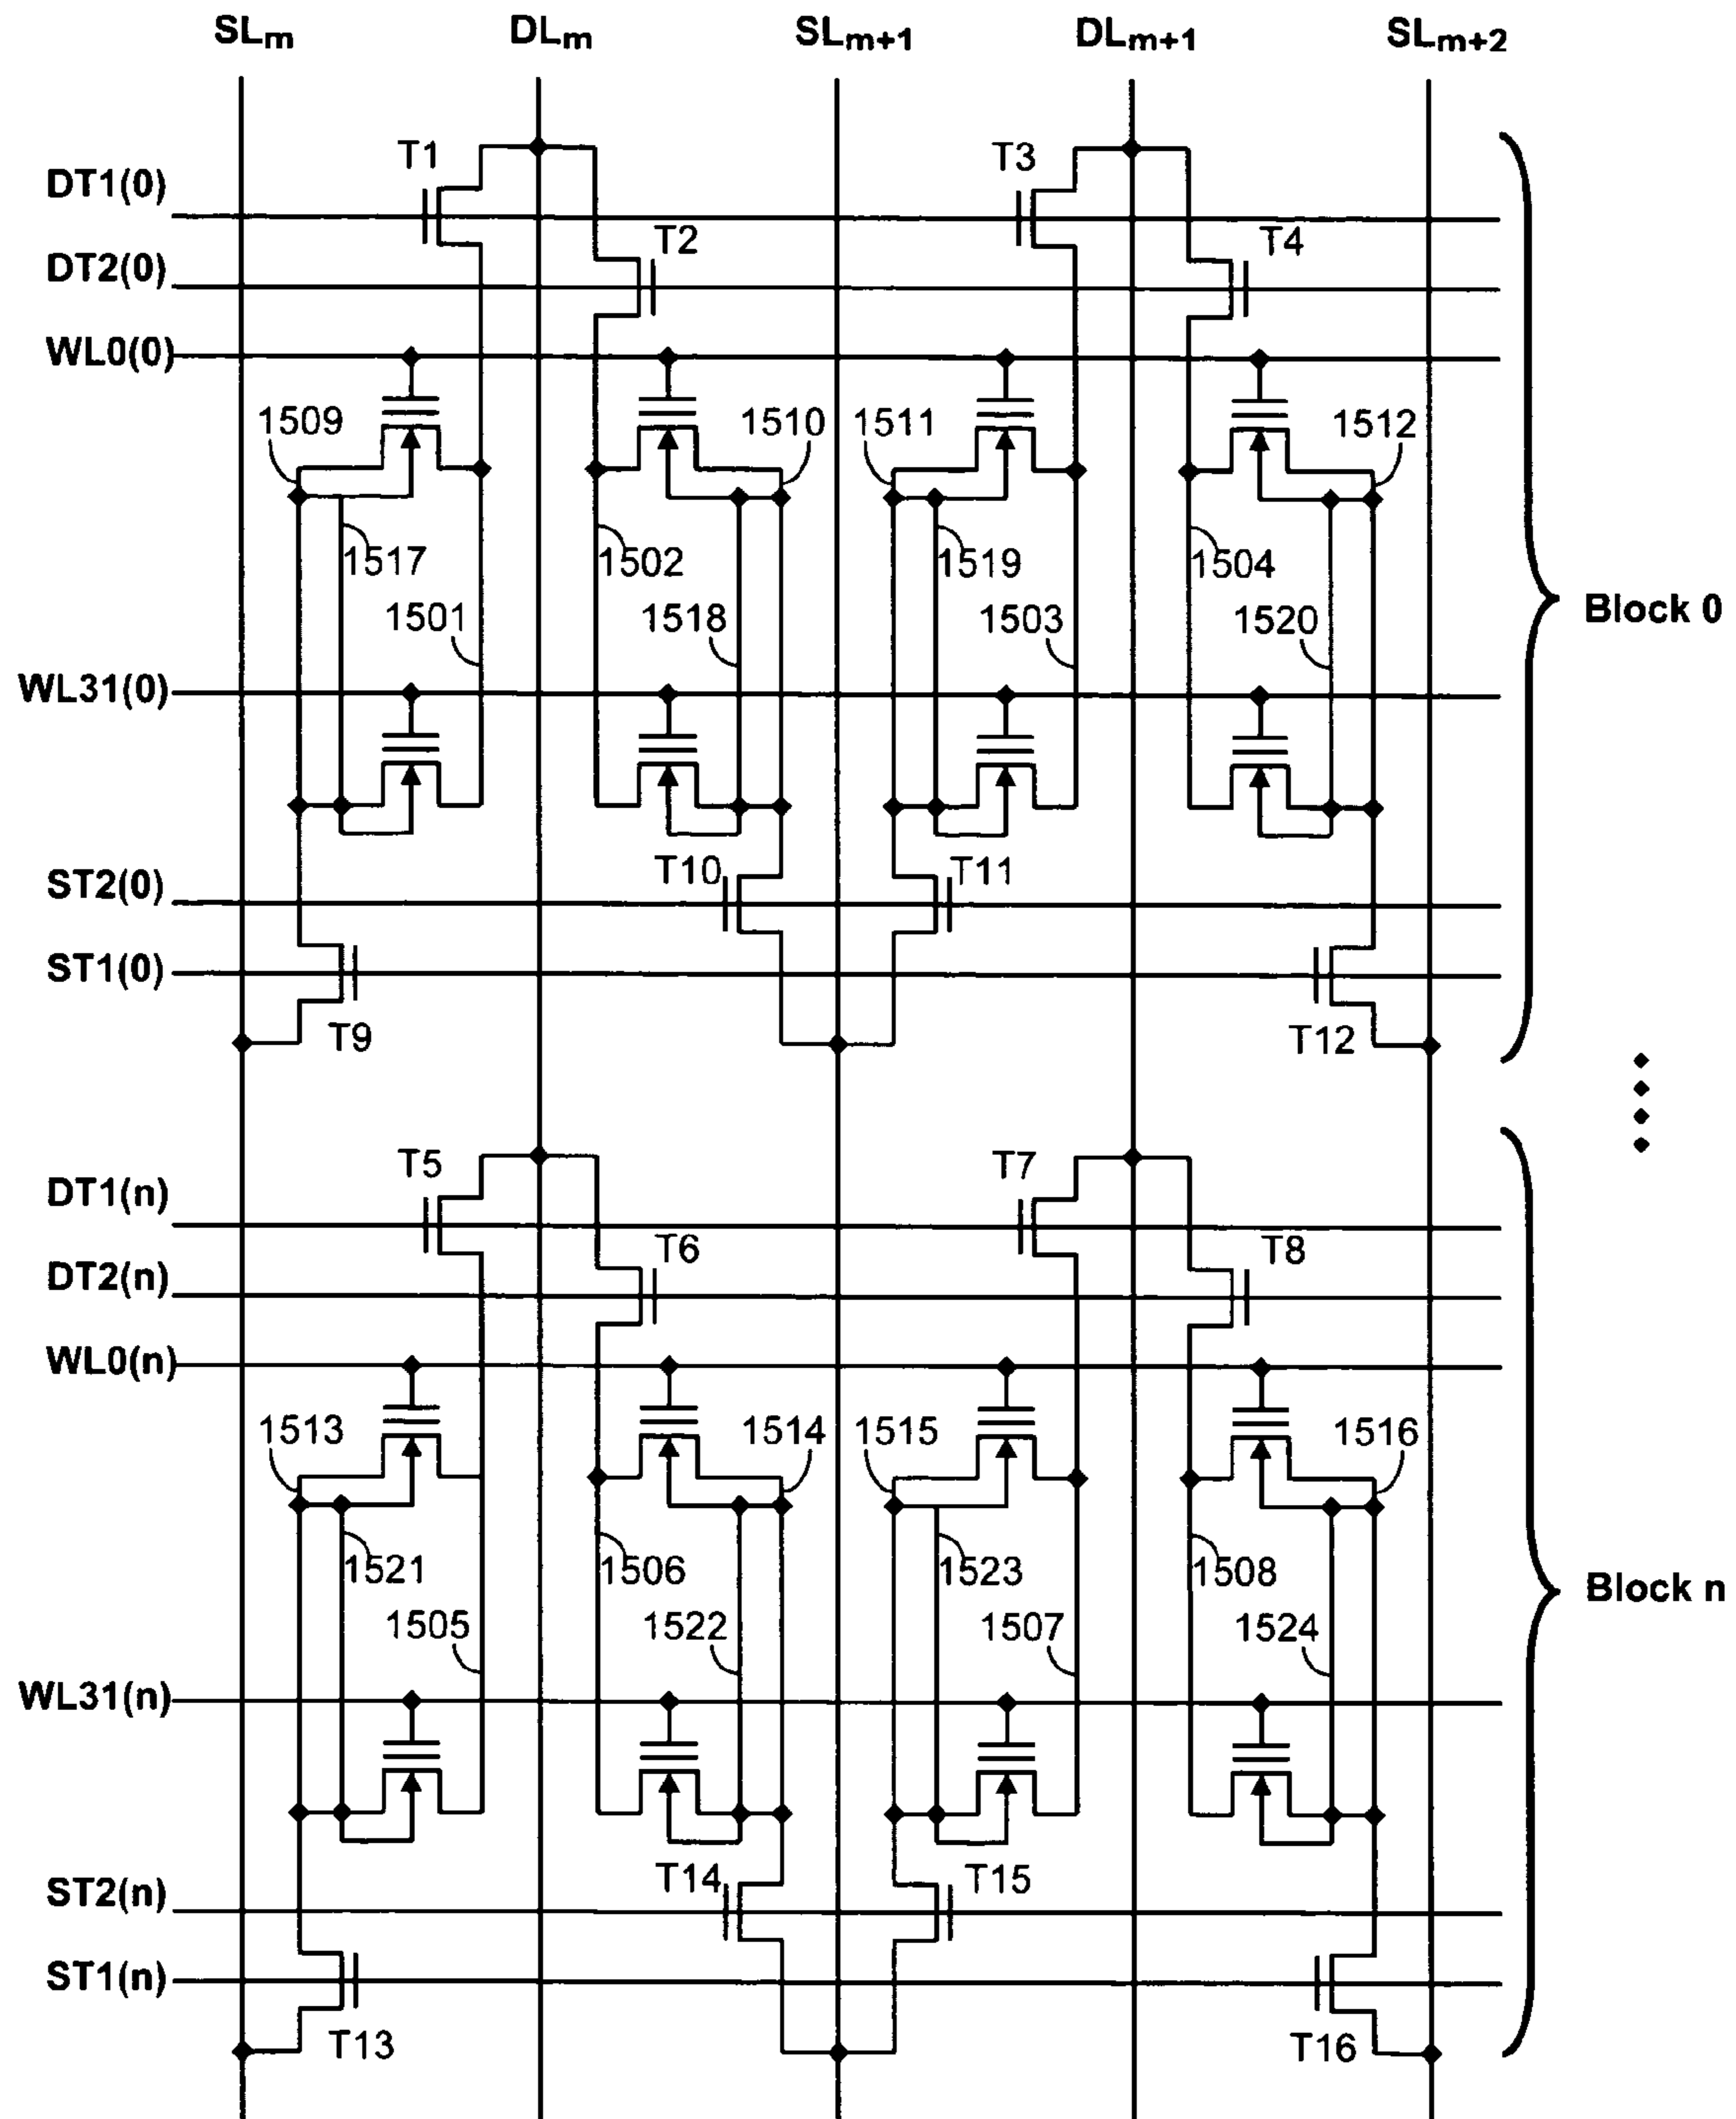 SLm DLm SLm+1 DLm+1 SLm+2
T1 T3
DT1(0)
T2 T4
DT2(0)
WL0(0)
1509 1510 1511 1512
1517 1502 1519 1504
1501 1518 1503 1520
Block 0
WL31(0)
T10 T11
ST2(0)
ST1(0)
T9 T12
T5 T7
DT1(n)
T6 T8
DT2(n)
WL0(n)
1513 1514 1515 1516
1521 1506 1523 1508
Block n
1505 1522 1507 1524
WL31(n)
T14 T15
ST2(n)
ST1(n)
T13 T16